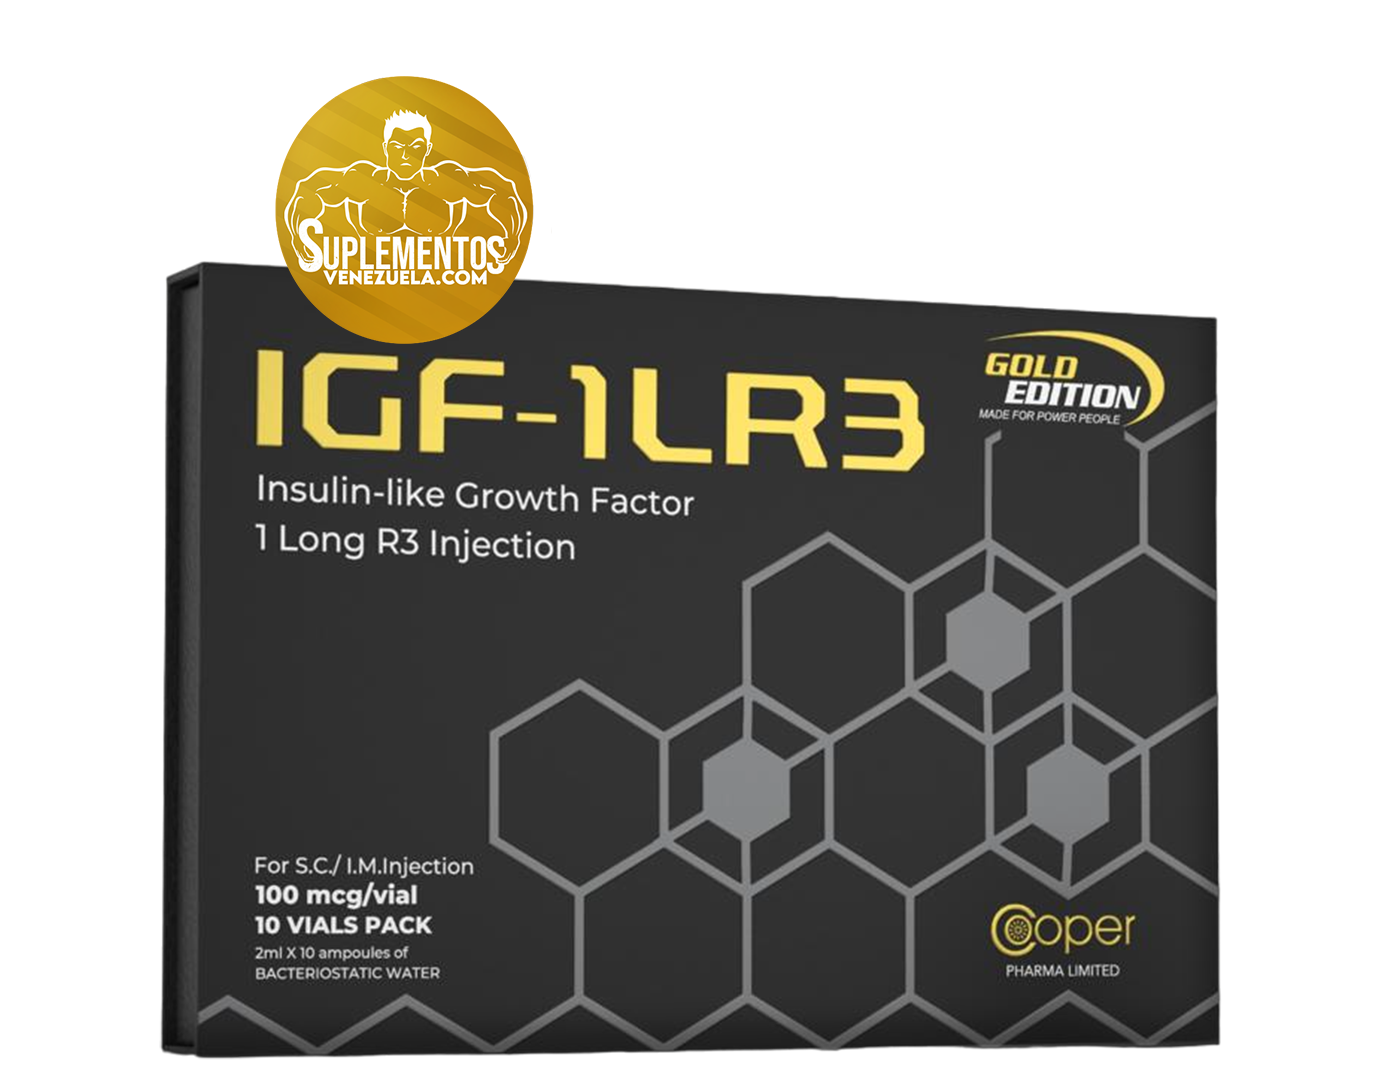 SUPLEMENTOS
VENEZUELA.COM
IGF-1LR3
GOLD
EDITION
MADE FOR POWER PEOPLE
Insulin-like Growth Factor
1 Long R3 Injection
For S.C./ I.M.Injection
100 mcg/vial
10 VIALS PACK
2ml X 10 ampoules of
BACTERIOSTATIC WATER
Cooper
PHARMA LIMITED